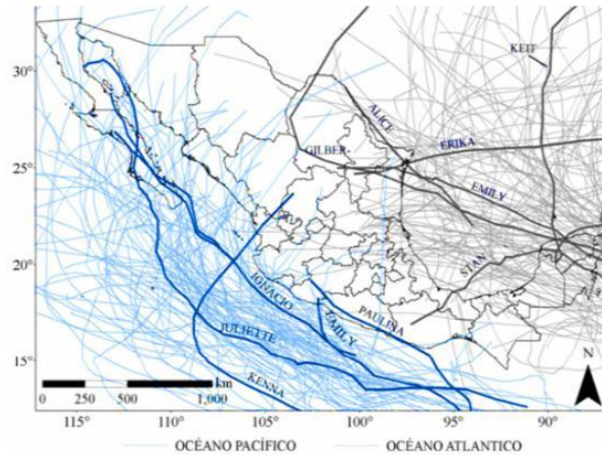 KEIT
30°
ALICE
GILBER-
ERIKA
25°
EMILY
STAN
20°
IGNACIO
PAULINA
EMILY
JULIETTE
15°
KENNA
N
km
0 250 500 1,000
115° 110° 105° 100° 95° 90°
OCÉANO PACÍFICO OCÉANO ATLANTICO